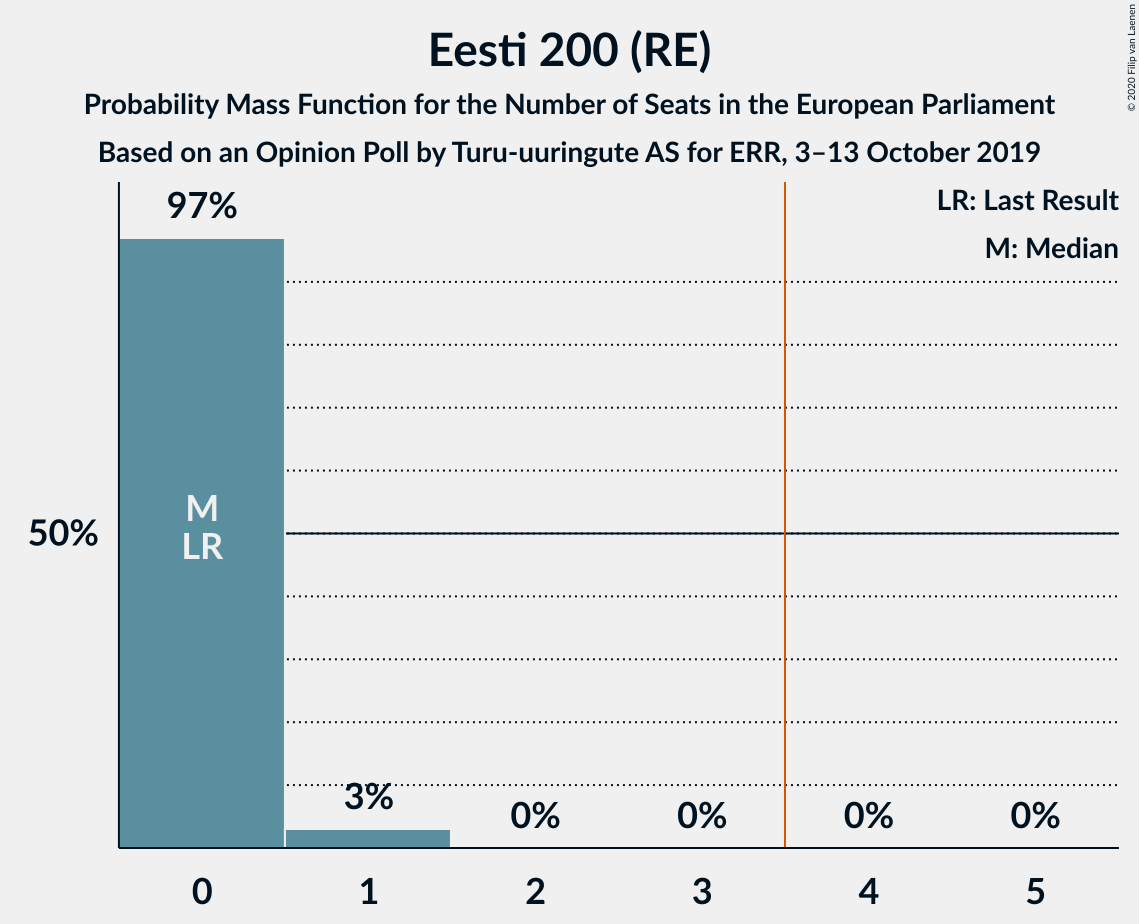 Eesti 200 (RE)
Probability Mass Function for the Number of Seats in the European Parliament
Based on an Opinion Poll by Turu-uuringute AS for ERR, 3–13 October 2019
© 2020 Filip van Laenen
LR: Last Result
M: Median
97%
M
LR
50%
3%
0%
0%
0%
0%
0
1
2
3
4
5